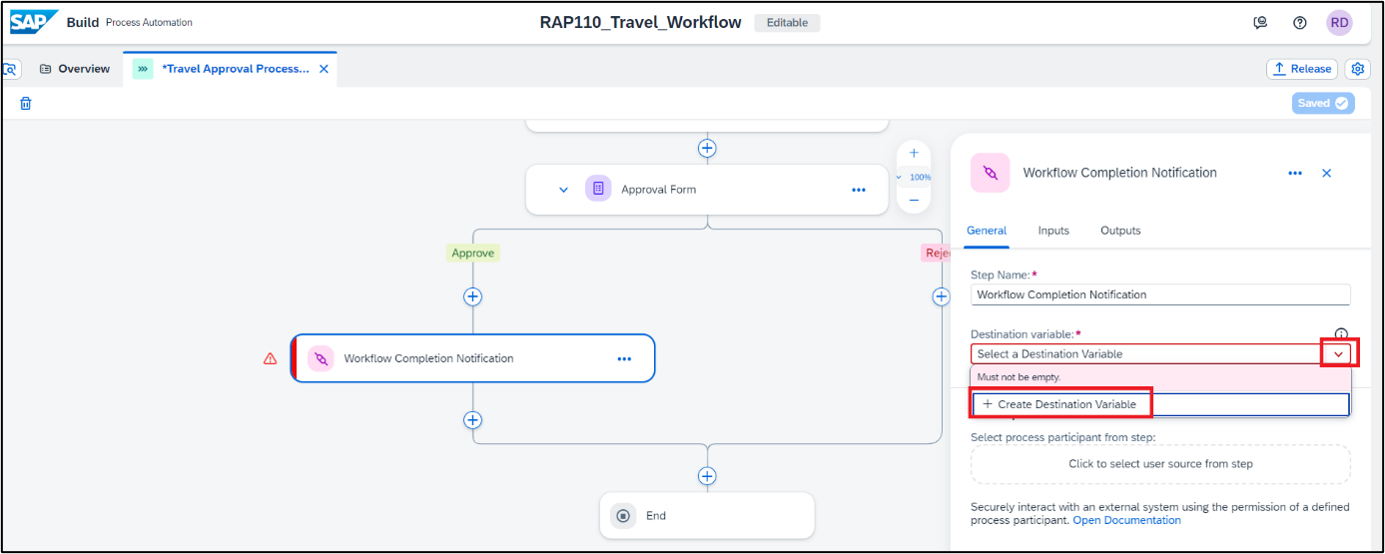 SAP Build Process Automation
RAP110_Travel_Workflow Editable
RD
Overview
*Travel Approval Process...
Release
Saved
100%
Approval Form
Approve
Workflow Completion Notification
End
Workflow Completion Notification
General Inputs Outputs
Step Name:*
Workflow Completion Notification
Destination variable:*
Select a Destination Variable
Must not be empty.
+ Create Destination Variable
Select process participant from step:
Click to select user source from step
Securely interact with an external system using the permission of a defined
process participant. Open Documentation